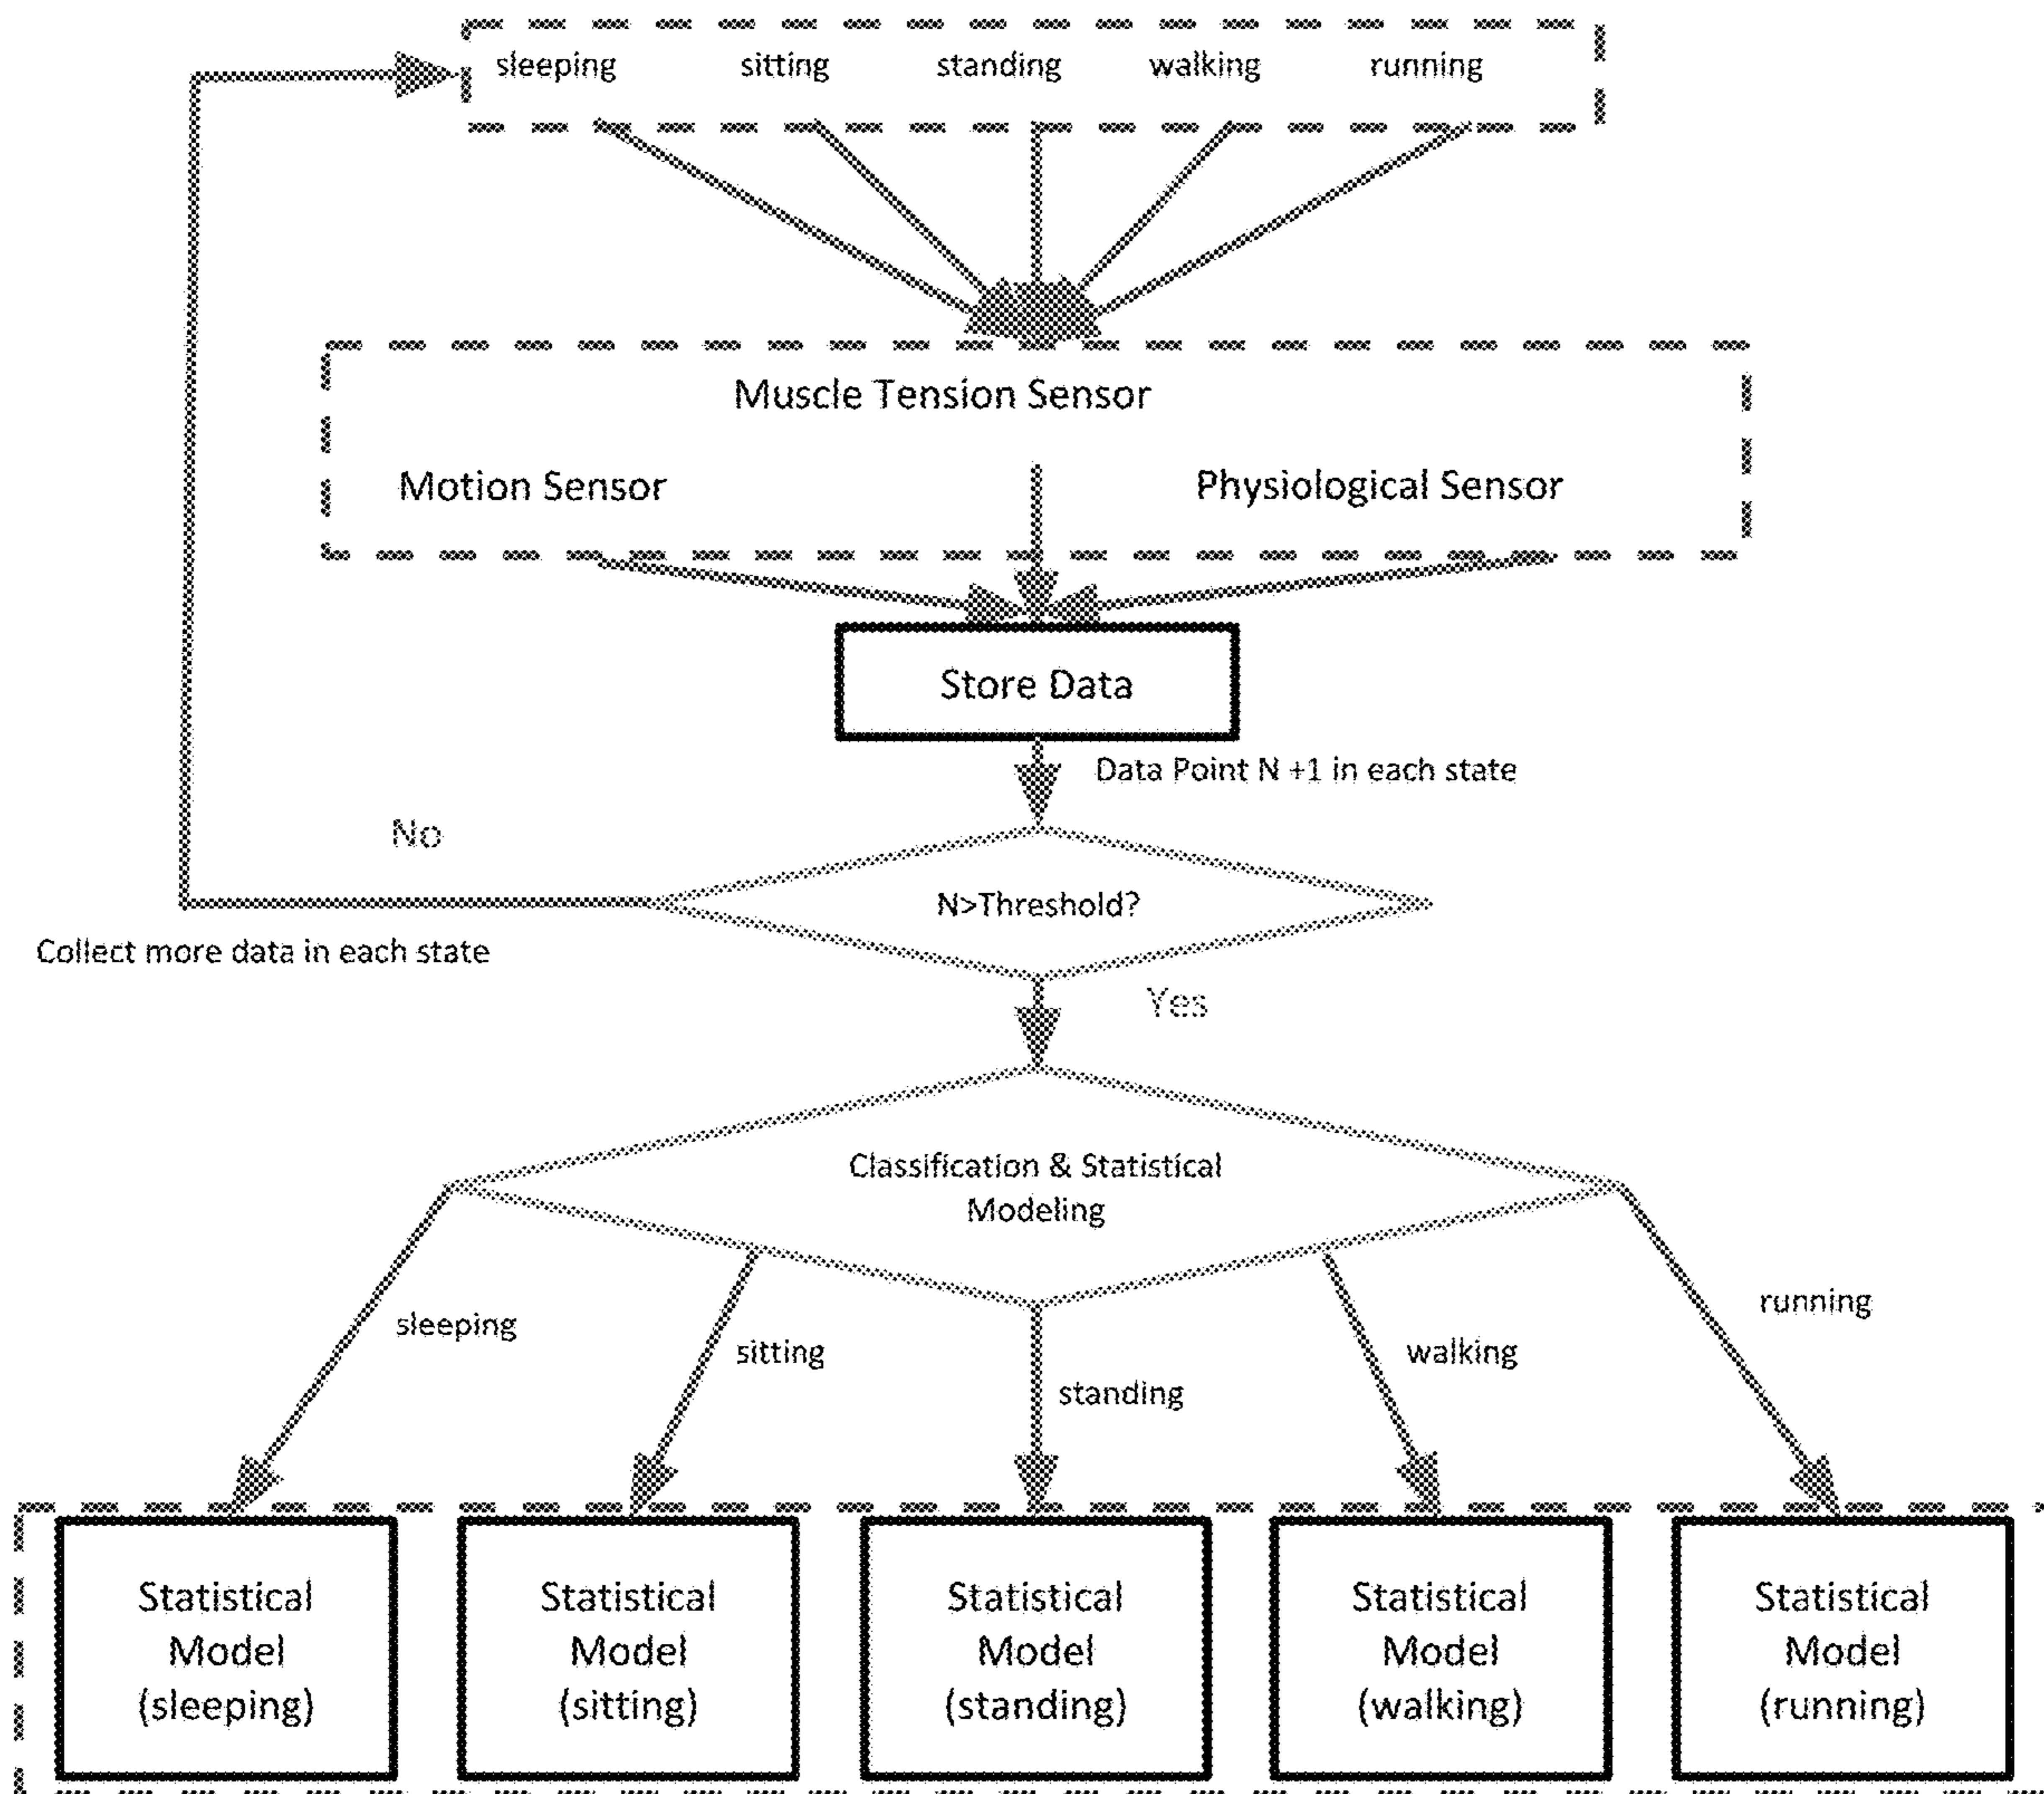 sleeping sitting standing walking running
Muscle Tension Sensor
Motion Sensor
Physiological Sensor
Store Data
Data Point N +1 in each state
No
N>Threshold?
Collect more data in each state
Yes
Classification & Statistical
Modeling
sleeping
sitting
standing
walking
running
Statistical
Model
(sleeping)
Statistical
Model
(sitting)
Statistical
Model
(standing)
Statistical
Model
(walking)
Statistical
Model
(running)